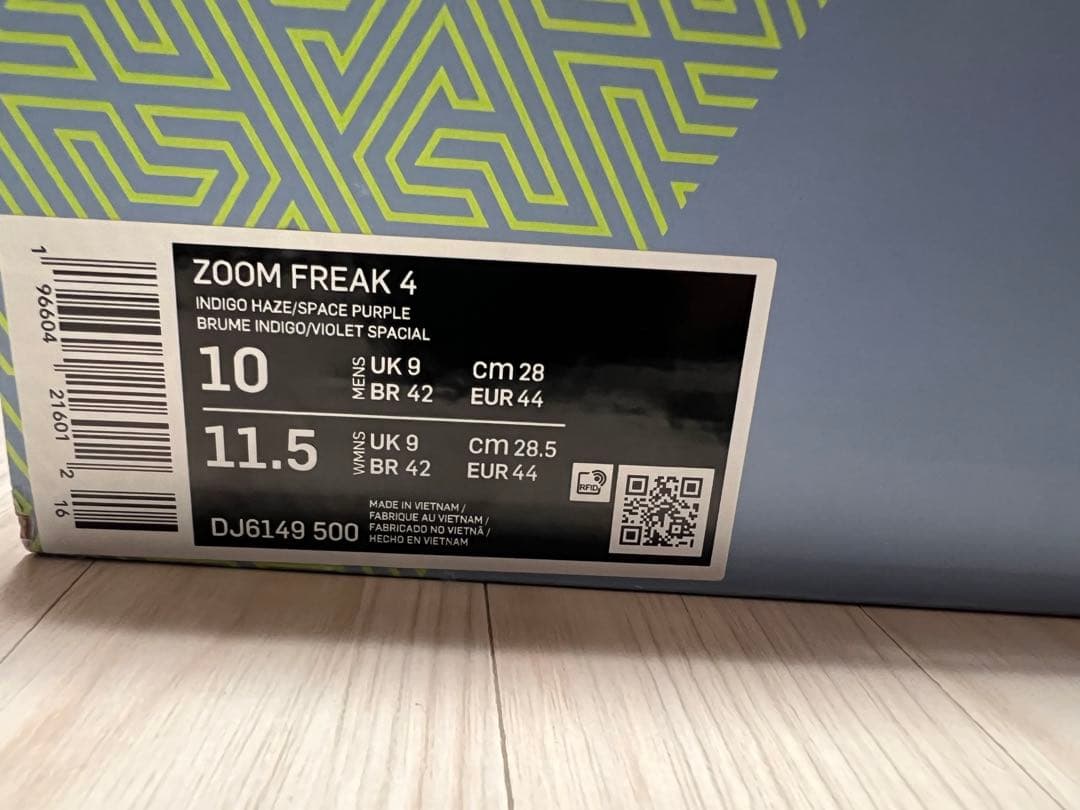 ZOOM FREAK 4
INDIGO HAZE/SPACE PURPLE
BRUME INDIGO/VIOLET SPACIAL
10 MENS UK 9 cm 28
BR 42 EUR 44
11.5 WMNS UK 9 cm 28.5
BR 42 EUR 44
RFID
DJ6149 500
MADE IN VIETNAM /
FABRIQUE AU VIETNAM /
FABRICADO NO VIETNÃ /
HECHO EN VIETNAM
1 96604 21601 2 16